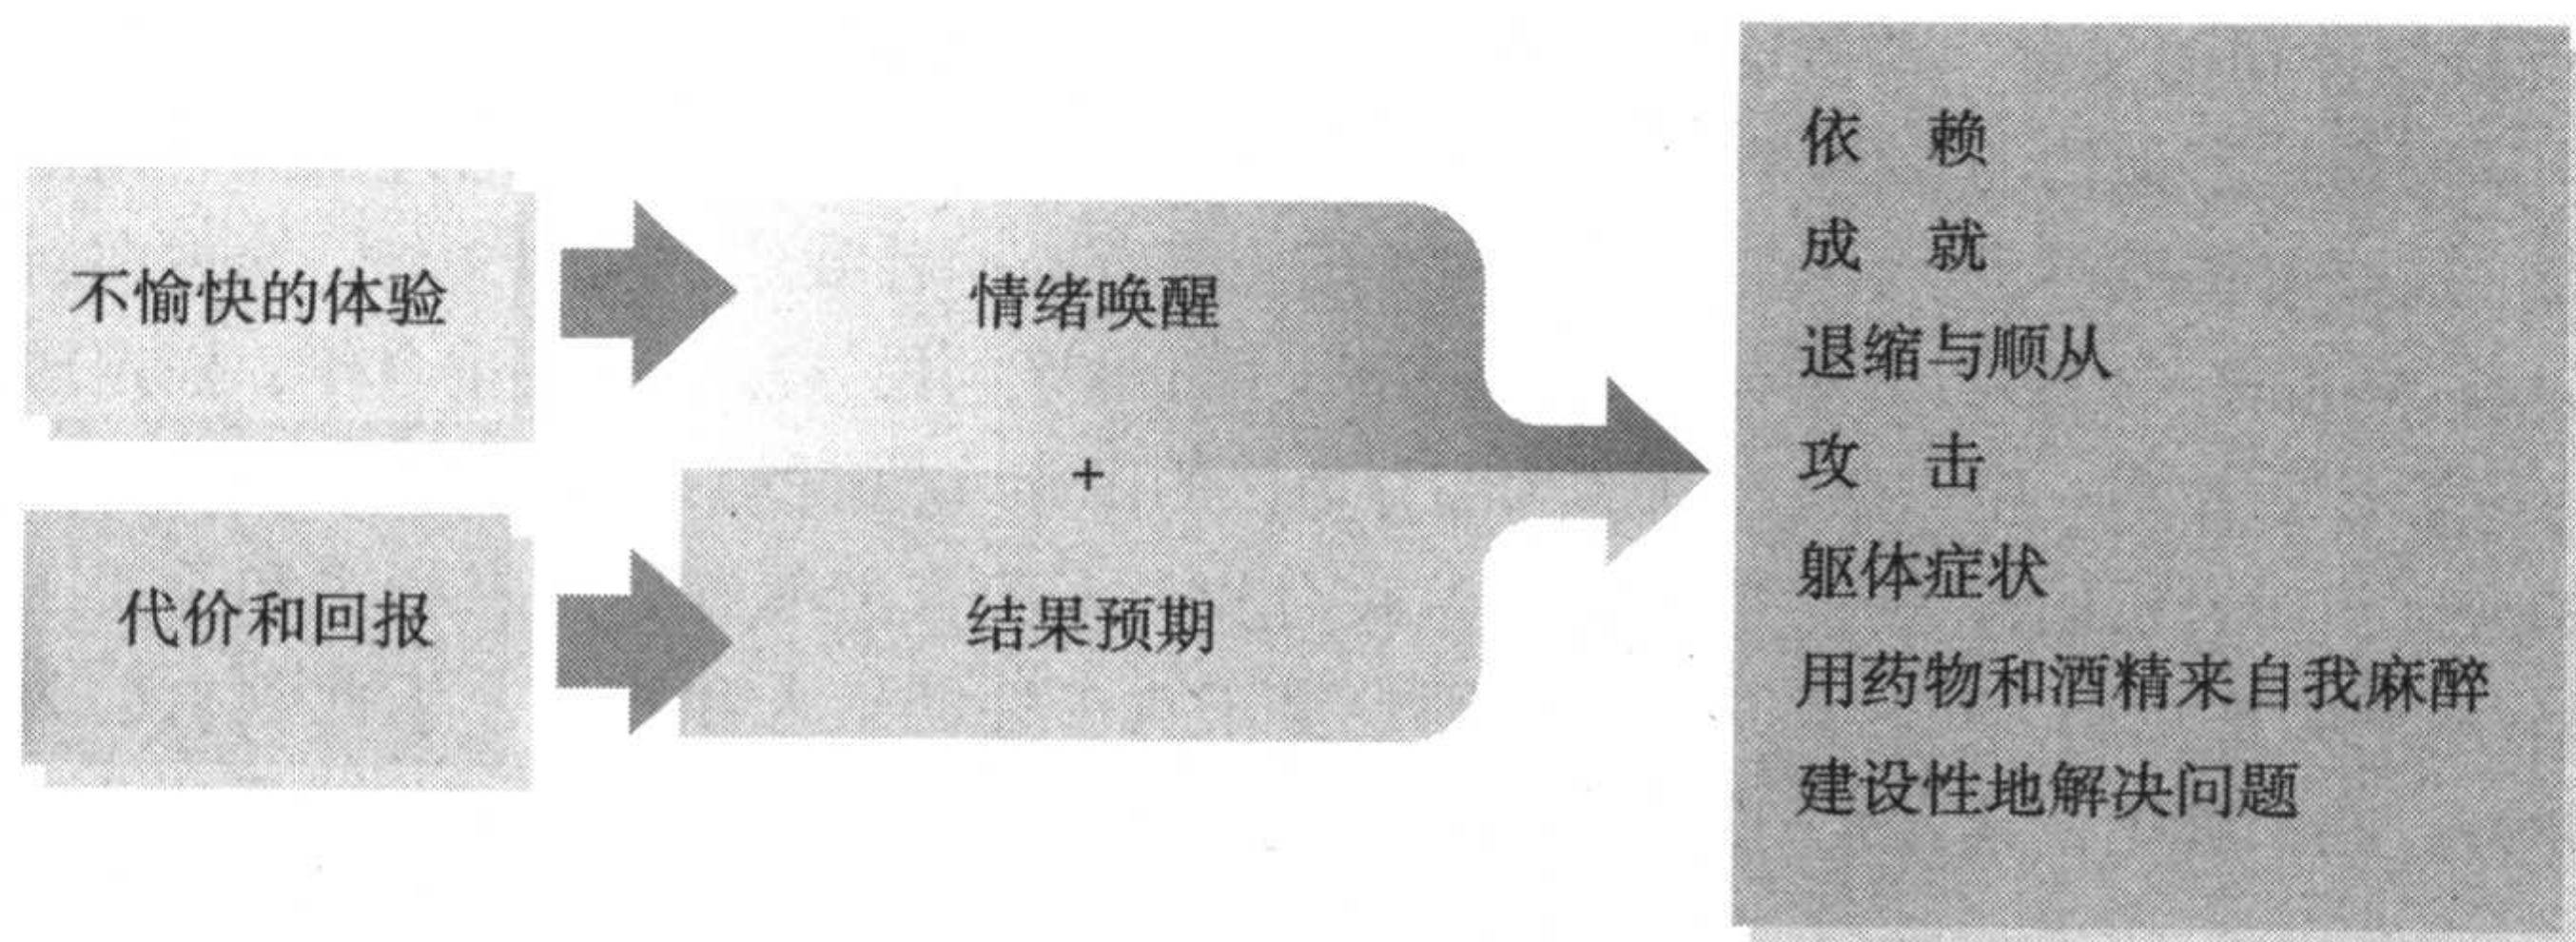 不愉快的体验
情绪唤醒
+
代价和回报
结果预期
依 赖
成 就
退缩与顺从
攻 击
躯体症状
用药物和酒精来自我麻醉
建设性地解决问题